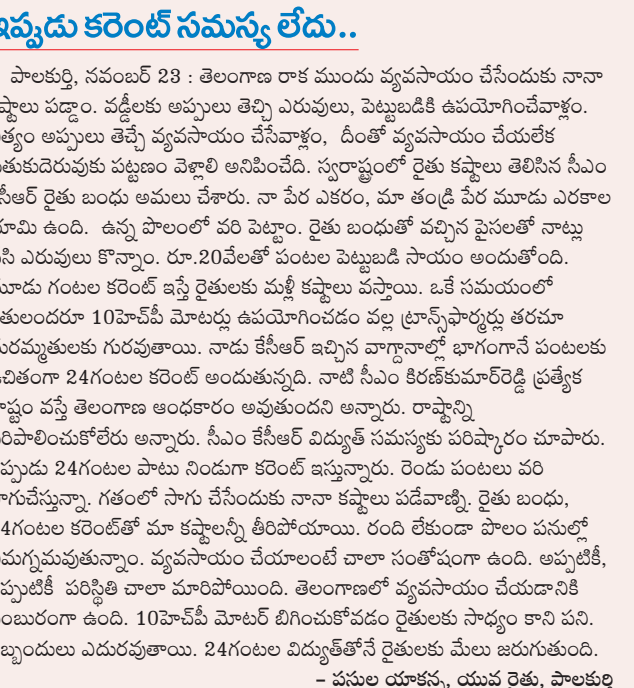 ఇప్పుడు కరెంట్ సమస్య లేదు..
పాలకుర్తి, నవంబర్ 23 : తెలంగాణ రాక ముందు వ్యవసాయం చేసేందుకు నానా
ష్టాలు పడ్డాం. వడ్డీలకు అప్పులు తెచ్చి ఎరువులు, పెట్టుబడికి ఉపయోగించేవాళ్లం.
త్యం అప్పులు తెచ్చే వ్యవసాయం చేసేవాళ్లం, దీంతో వ్యవసాయం చేయలేక
తుకుదెరువుకు పట్టణం వెళ్లాలి అనిపించేది. స్వరాష్ట్రంలో రైతు కష్టాలు తెలిసిన సీఎం
సీఆర్ రైతు బంధు అమలు చేశారు. నా పేర ఎకరం, మా తండ్రి పేర మూడు ఎరకాల
భూమి ఉంది. ఉన్న పొలంలో వరి పెట్టాం. రైతు బంధుతో వచ్చిన పైసలతో నాట్లు
సి ఎరువులు కొన్నాం. రూ.20వేలతో పంటల పెట్టుబడి సాయం అందుతోంది.
మూడు గంటల కరెంట్ ఇస్తే రైతులకు మళ్లీ కష్టాలు వస్తాయి. ఒకే సమయంలో
తులందరూ 10హెచ్‌పీ మోటర్లు ఉపయోగించడం వల్ల ట్రాన్స్‌ఫార్మర్లు తరచూ
మరమ్మతులకు గురవుతాయి. నాడు కేసీఆర్ ఇచ్చిన వాగ్దానాల్లో భాగంగానే పంటలకు
చితంగా 24గంటల కరెంట్ అందుతున్నది. నాటి సీఎం కిరణ్‌కుమార్‌రెడ్డి ప్రత్యేక
రాష్ట్రం వస్తే తెలంగాణ ఆంధకారం అవుతుందని అన్నారు. రాష్ట్రాన్ని
రిపాలించుకోలేరు అన్నారు. సీఎం కేసీఆర్ విద్యుత్ సమస్యకు పరిష్కారం చూపారు.
ప్పుడు 24గంటల పాటు నిండుగా కరెంట్ ఇస్తున్నారు. రెండు పంటలు వరి
సాగుచేస్తున్నా. గతంలో సాగు చేసేందుకు నానా కష్టాలు పడేవాణ్ని. రైతు బంధు,
4గంటల కరెంట్‌తో మా కష్టాలన్నీ తీరిపోయాయి. రంది లేకుండా పొలం పనుల్లో
మగ్నమవుతున్నాం. వ్యవసాయం చేయాలంటే చాలా సంతోషంగా ఉంది. అప్పటికీ,
ప్పుటికీ పరిస్థితి చాలా మారిపోయింది. తెలంగాణలో వ్యవసాయం చేయడానికి
ంబురంగా ఉంది. 10హెచ్‌పీ మోటర్ బిగించుకోవడం రైతులకు సాధ్యం కాని పని.
బ్బందులు ఎదురవుతాయి. 24గంటల విద్యుత్‌తోనే రైతులకు మేలు జరుగుతుంది.
– పసుల యాకన్న, యువ రైతు, పాలకుర్తి